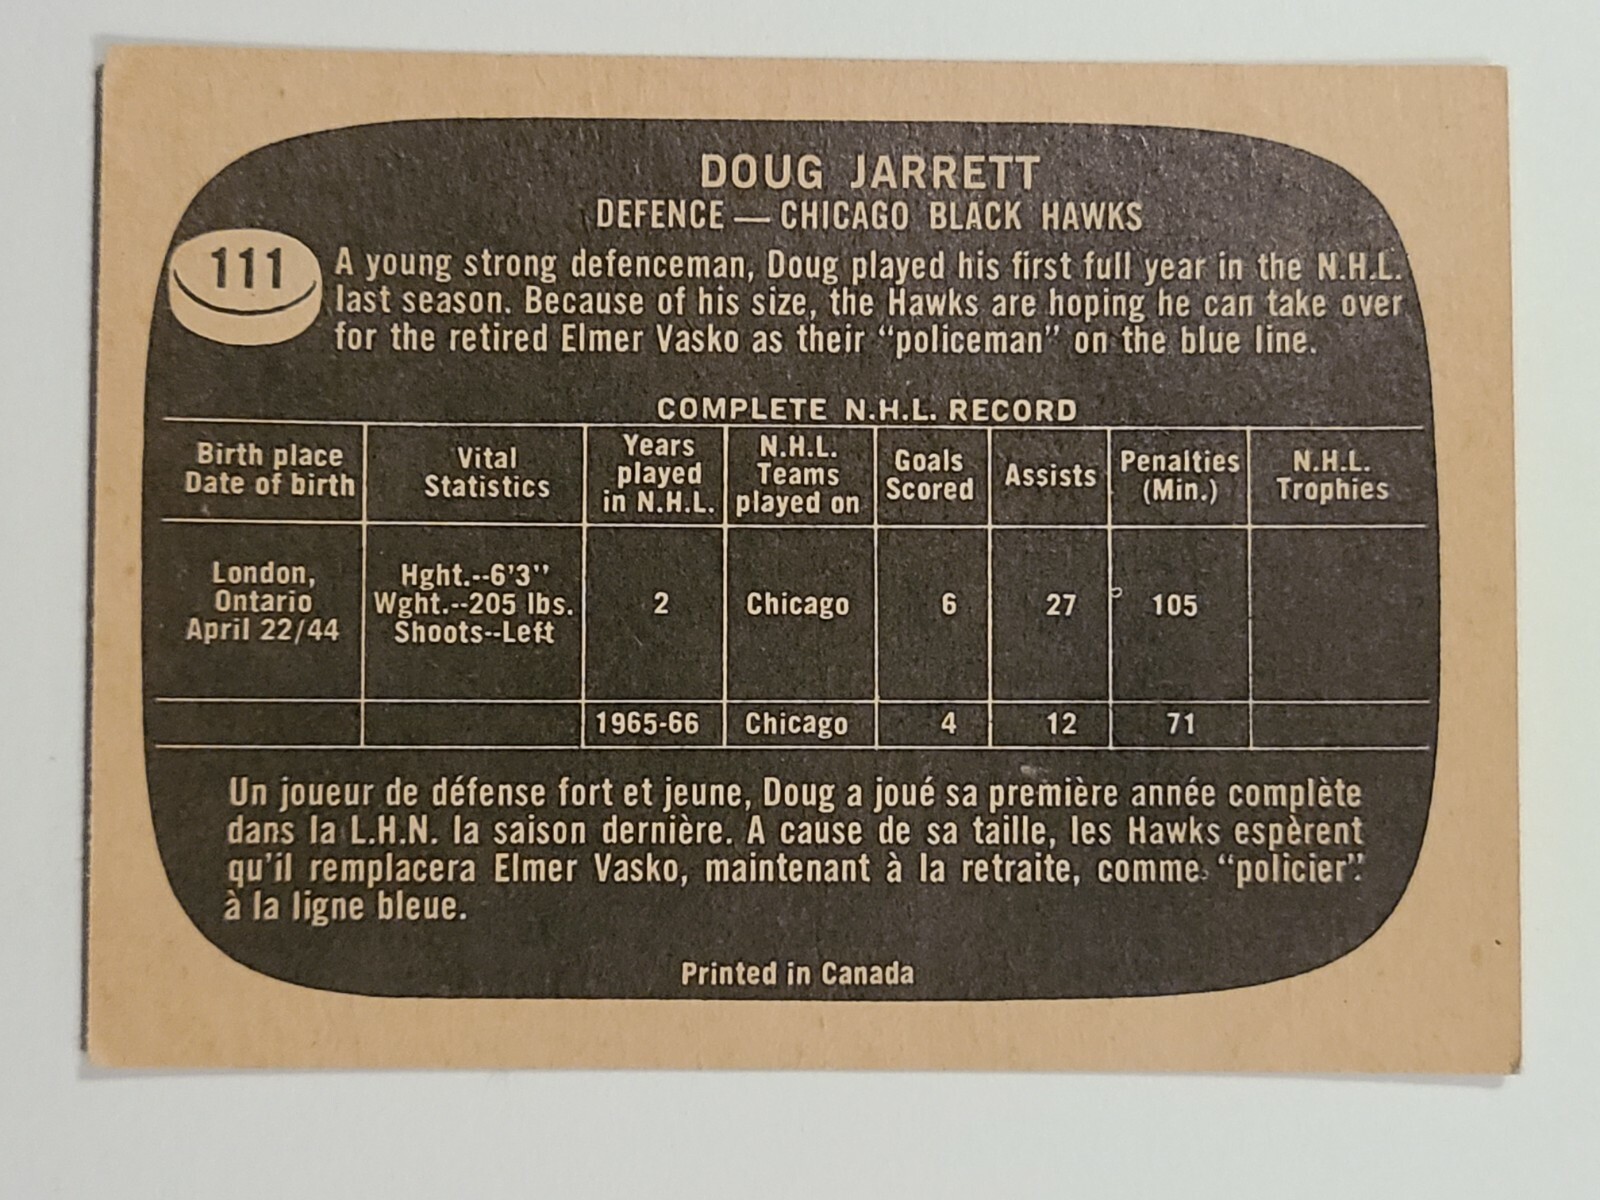 DOUG JARRETT
DEFENCE — CHICAGO BLACK HAWKS
111
A young strong defenceman, Doug played his first full year in the N.H.L.
last season. Because of his size, the Hawks are hoping he can take over
for the retired Elmer Vasko as their "policeman" on the blue line.
COMPLETE N.H.L. RECORD
Birth place
Date of birth
Vital
Statistics
Years
played
in N.H.L.
N.H.L.
Teams
played on
Goals
Scored
Assists
Penalties
(Min.)
N.H.L.
Trophies
London,
Ontario
April 22/44
Hght.--6'3"
Wght.--205 lbs.
Shoots--Left
2
Chicago
6
27
105
1965-66
Chicago
4
12
71
Un joueur de défense fort et jeune, Doug a joué sa première année complète
dans la L.H.N. la saison dernière. A cause de sa taille, les Hawks espèrent
qu'il remplacera Elmer Vasko, maintenant à la retraite, comme "policier".
à la ligne bleue.
Printed in Canada